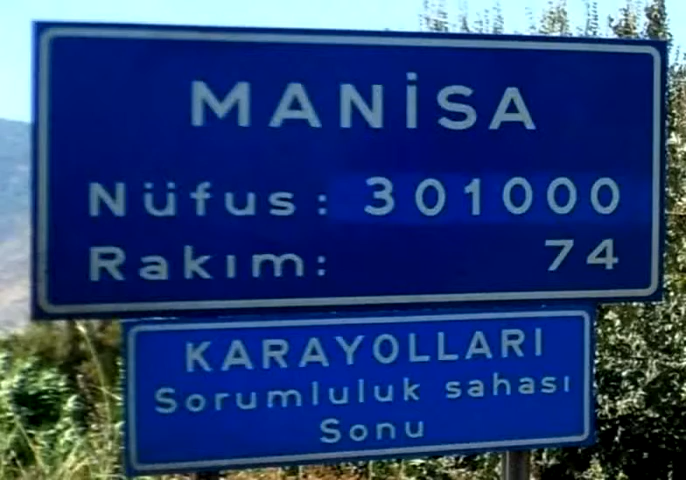 MANİSA
Nüfus: 301000
Rakım: 74
KARAYOLLARI
Sorumluluk sahası
Sonu